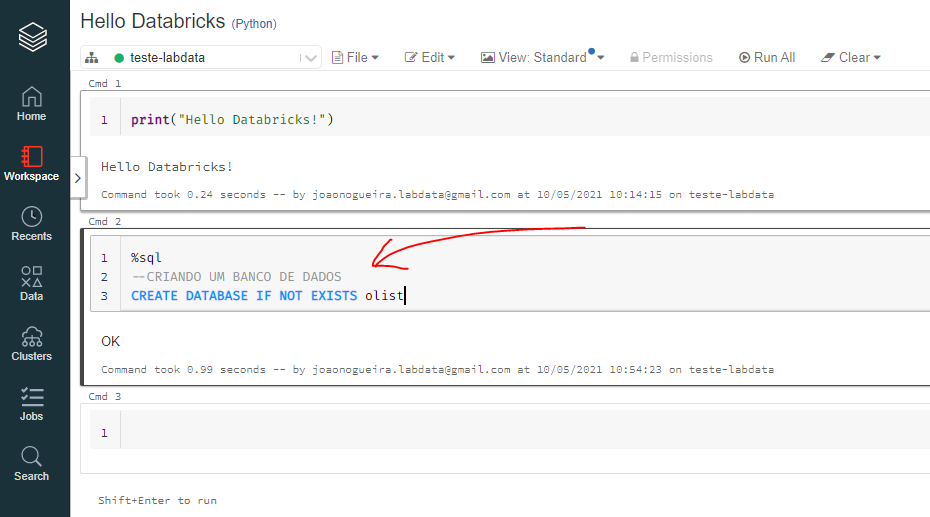 Hello Databricks (Python)
teste-labdata
File
Edit
View: Standard
Permissions
Run All
Clear
Home
Workspace
Recents
Data
Clusters
Jobs
Search
Cmd 1
1 print("Hello Databricks!")
Hello Databricks!
Command took 0.24 seconds -- by joaonogueira.labdata@gmail.com at 10/05/2021 10:14:15 on teste-labdata
Cmd 2
1 %sql
2 --CRIANDO UM BANCO DE DADOS
3 CREATE DATABASE IF NOT EXISTS olist
OK
Command took 0.99 seconds -- by joaonogueira.labdata@gmail.com at 10/05/2021 10:54:23 on teste-labdata
Cmd 3
1
Shift+Enter to run